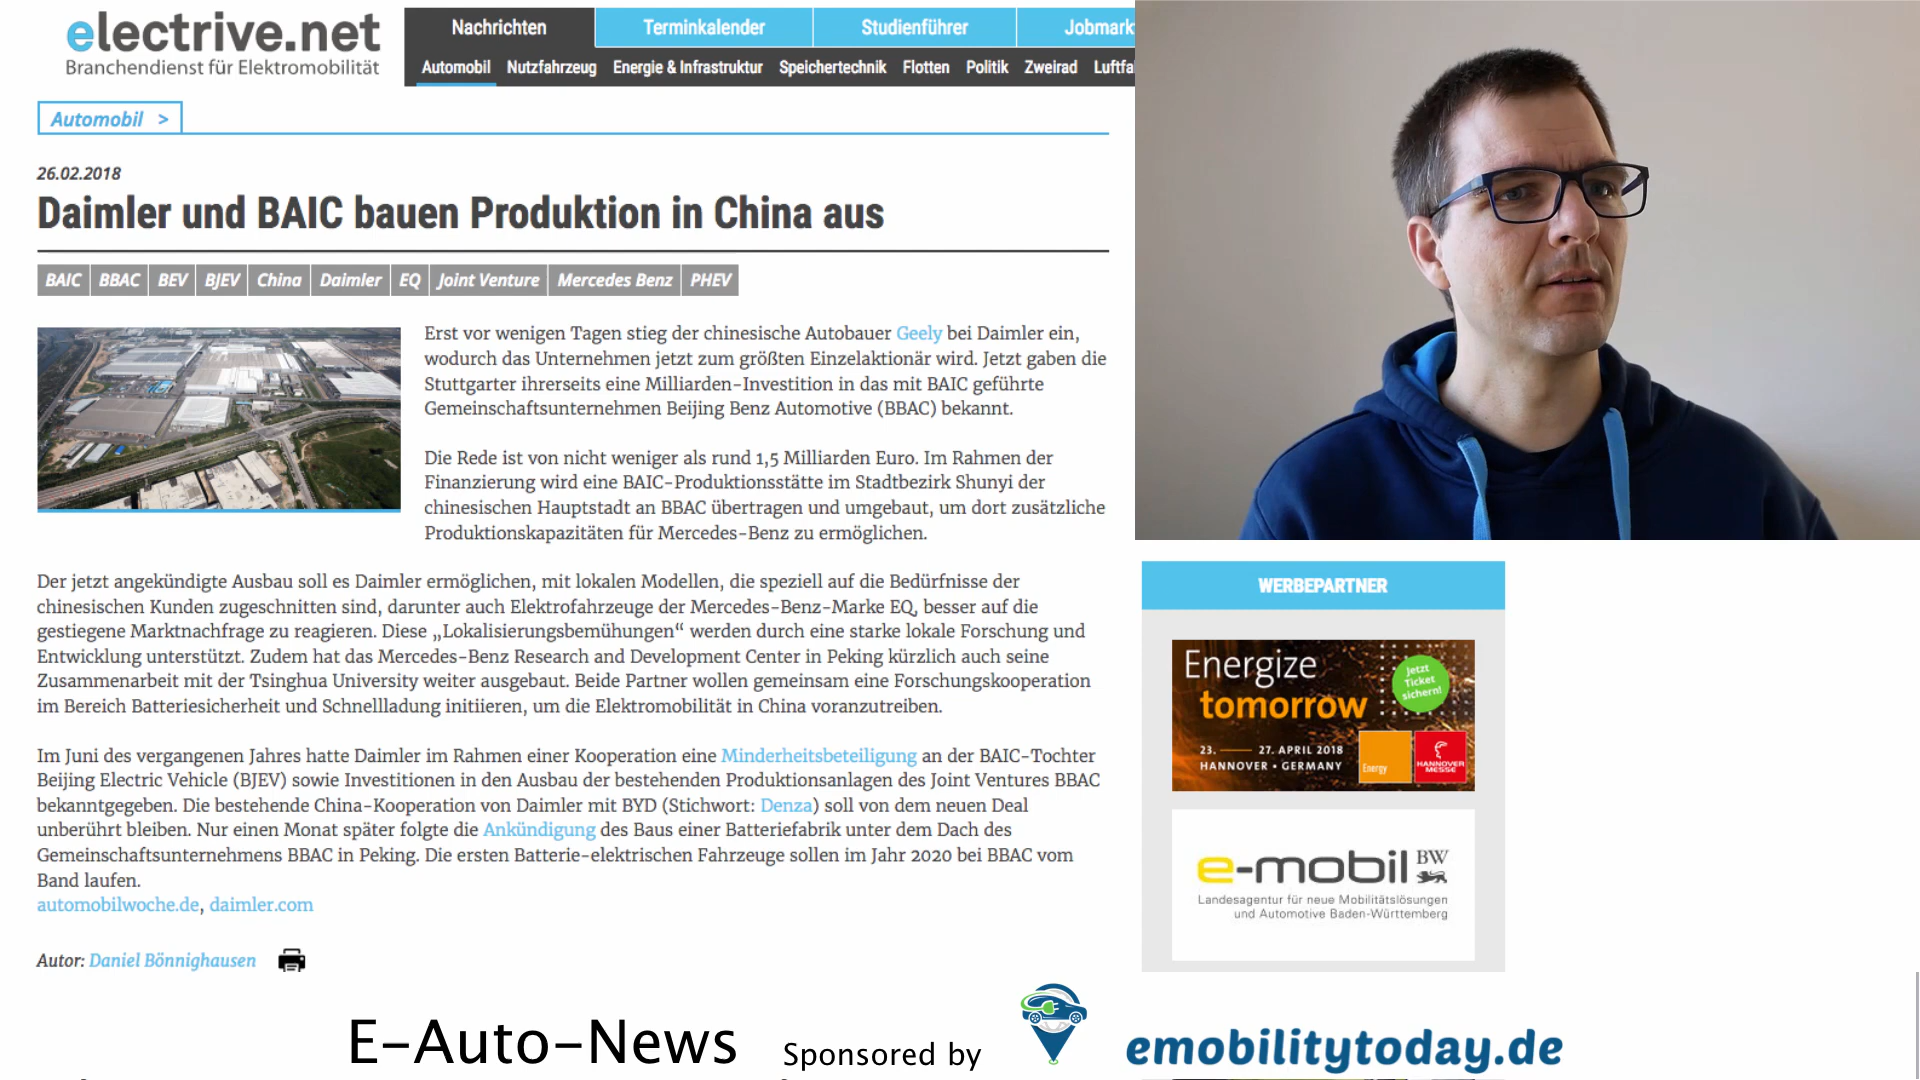 electrive.net
Branchendienst für Elektromobilität
Nachrichten Terminkalender Studienführer Jobmark
Automobil Nutzfahrzeug Energie & Infrastruktur Speichertechnik Flotten Politik Zweirad Luftfa
Automobil >
26.02.2018
Daimler und BAIC bauen Produktion in China aus
BAIC BBAC BEV BJEV China Daimler EQ Joint Venture Mercedes Benz PHEV
Erst vor wenigen Tagen stieg der chinesische Autobauer Geely bei Daimler ein,
wodurch das Unternehmen jetzt zum größten Einzelaktionär wird. Jetzt gaben die
Stuttgarter ihrerseits eine Milliarden-Investition in das mit BAIC geführte
Gemeinschaftsunternehmen Beijing Benz Automotive (BBAC) bekannt.
Die Rede ist von nicht weniger als rund 1,5 Milliarden Euro. Im Rahmen der
Finanzierung wird eine BAIC-Produktionsstätte im Stadtbezirk Shunyi der
chinesischen Hauptstadt an BBAC übertragen und umgebaut, um dort zusätzliche
Produktionskapazitäten für Mercedes-Benz zu ermöglichen.
Der jetzt angekündigte Ausbau soll es Daimler ermöglichen, mit lokalen Modellen, die speziell auf die Bedürfnisse der
chinesischen Kunden zugeschnitten sind, darunter auch Elektrofahrzeuge der Mercedes-Benz-Marke EQ, besser auf die
gestiegene Marktnachfrage zu reagieren. Diese „Lokalisierungsbemühungen“ werden durch eine starke lokale Forschung und
Entwicklung unterstützt. Zudem hat das Mercedes-Benz Research and Development Center in Peking kürzlich auch seine
Zusammenarbeit mit der Tsinghua University weiter ausgebaut. Beide Partner wollen gemeinsam eine Forschungskooperation
im Bereich Batteriesicherheit und Schnellladung initiieren, um die Elektromobilität in China voranzutreiben.
Im Juni des vergangenen Jahres hatte Daimler im Rahmen einer Kooperation eine Minderheitsbeteiligung an der BAIC-Tochter
Beijing Electric Vehicle (BJEV) sowie Investitionen in den Ausbau der bestehenden Produktionsanlagen des Joint Ventures BBAC
bekanntgegeben. Die bestehende China-Kooperation von Daimler mit BYD (Stichwort: Denza) soll von dem neuen Deal
unberührt bleiben. Nur einen Monat später folgte die Ankündigung des Baus einer Batteriefabrik unter dem Dach des
Gemeinschaftsunternehmens BBAC in Peking. Die ersten Batterie-elektrischen Fahrzeuge sollen im Jahr 2020 bei BBAC vom
Band laufen.
automobilwoche.de, daimler.com
Autor: Daniel Bönnighausen
WERBEPARTNER
Energize
tomorrow
Jetzt
Ticket
sichern!
23. — 27. APRIL 2018
HANNOVER • GERMANY
Energy
HANNOVER
MESSE
e-mobil BW
Landesagentur für neue Mobilitätslösungen
und Automotive Baden-Württemberg
E-Auto-News
Sponsored by
emobilitytoday.de